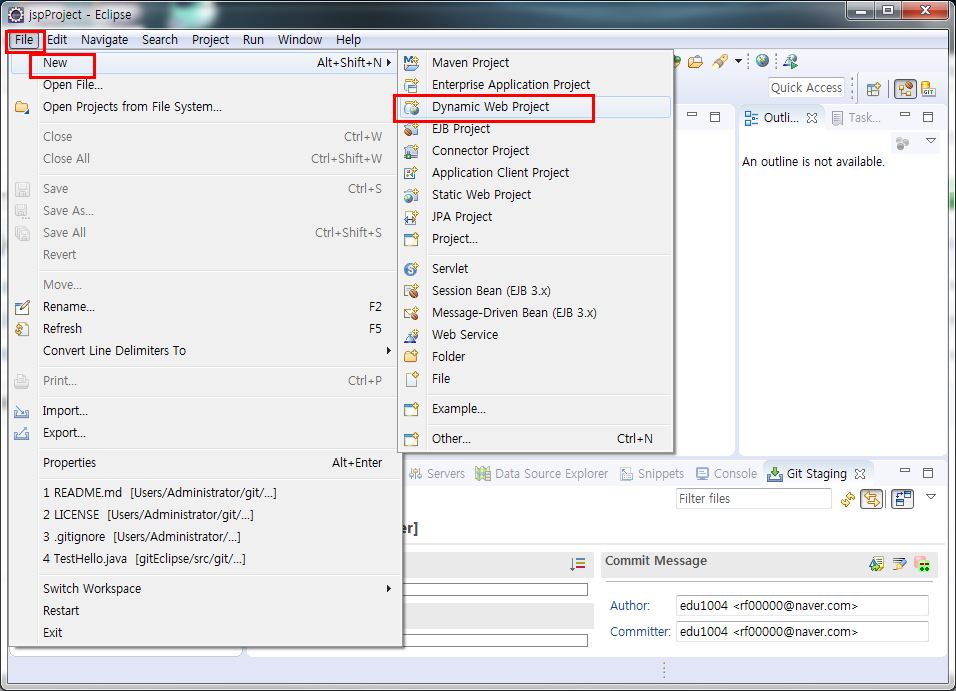 jspProject - Eclipse
File Edit Navigate Search Project Run Window Help
New Alt+Shift+N
Open File...
Open Projects from File System...
Close Ctrl+W
Close All Ctrl+Shift+W
Save Ctrl+S
Save As...
Save All Ctrl+Shift+S
Revert
Move...
Rename... F2
Refresh F5
Convert Line Delimiters To
Print... Ctrl+P
Import...
Export...
Properties Alt+Enter
1 README.md [Users/Administrator/git/...]
2 LICENSE [Users/Administrator/git/...]
3 .gitignore [Users/Administrator/...]
4 TestHello.java [gitEclipse/src/git/...]
Switch Workspace
Restart
Exit
Maven Project
Enterprise Application Project
Dynamic Web Project
EJB Project
Connector Project
Application Client Project
Static Web Project
JPA Project
Project...
Servlet
Session Bean (EJB 3.x)
Message-Driven Bean (EJB 3.x)
Web Service
Folder
File
Example...
Other... Ctrl+N
Quick Access
GIT
Outli... Task...
An outline is not available.
Servers Data Source Explorer Snippets Console Git Staging
Filter files
er]
Commit Message
Author: edu1004 <rf00000@naver.com>
Committer: edu1004 <rf00000@naver.com>